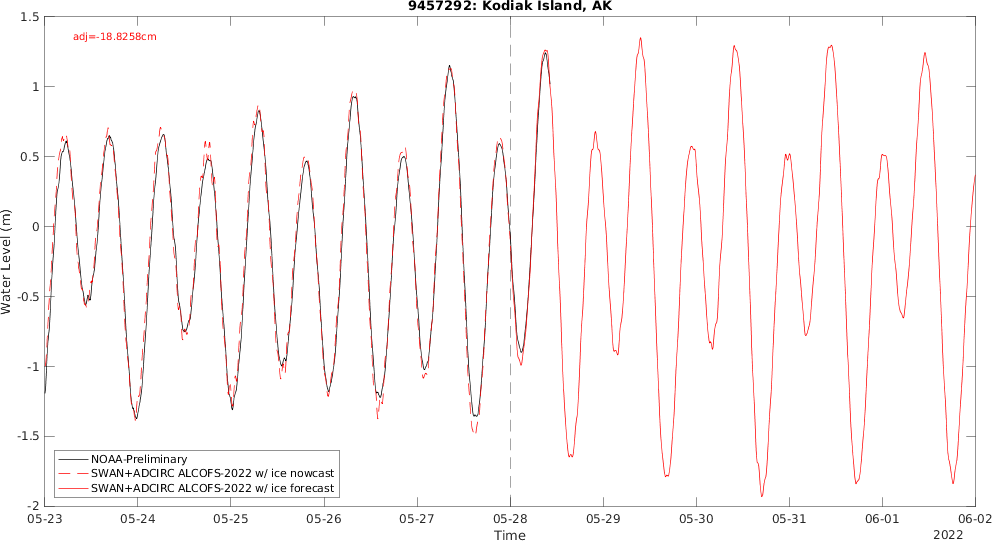 9457292: Kodiak Island, AK
adj=-18.8258cm
1.5
1
0.5
0
-0.5
-1
-1.5
-2
Water Level (m)
NOAA-Preliminary
SWAN+ADCIRC ALCOFS-2022 w/ ice nowcast
SWAN+ADCIRC ALCOFS-2022 w/ ice forecast
05-23 05-24 05-25 05-26 05-27 05-28 05-29 05-30 05-31 06-01 06-02
Time
2022